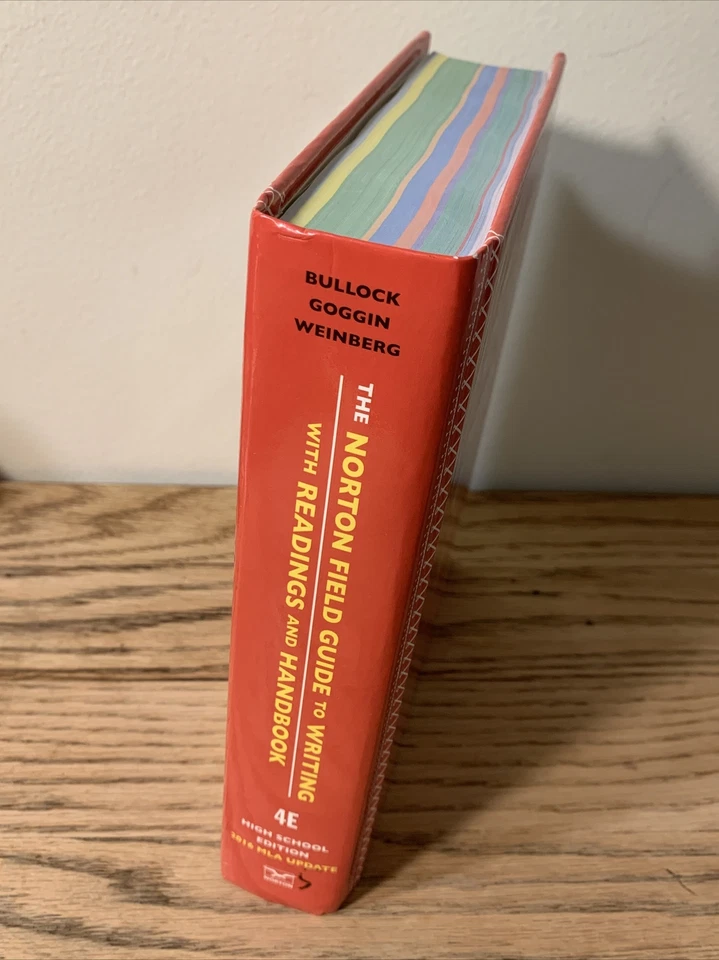 BULLOCK
GOGGIN
WEINBERG
THE NORTON FIELD GUIDE TO WRITING
WITH READINGS AND HANDBOOK
4E
HIGH SCHOOL
EDITION
2016 MLA UPDATE
NORTON